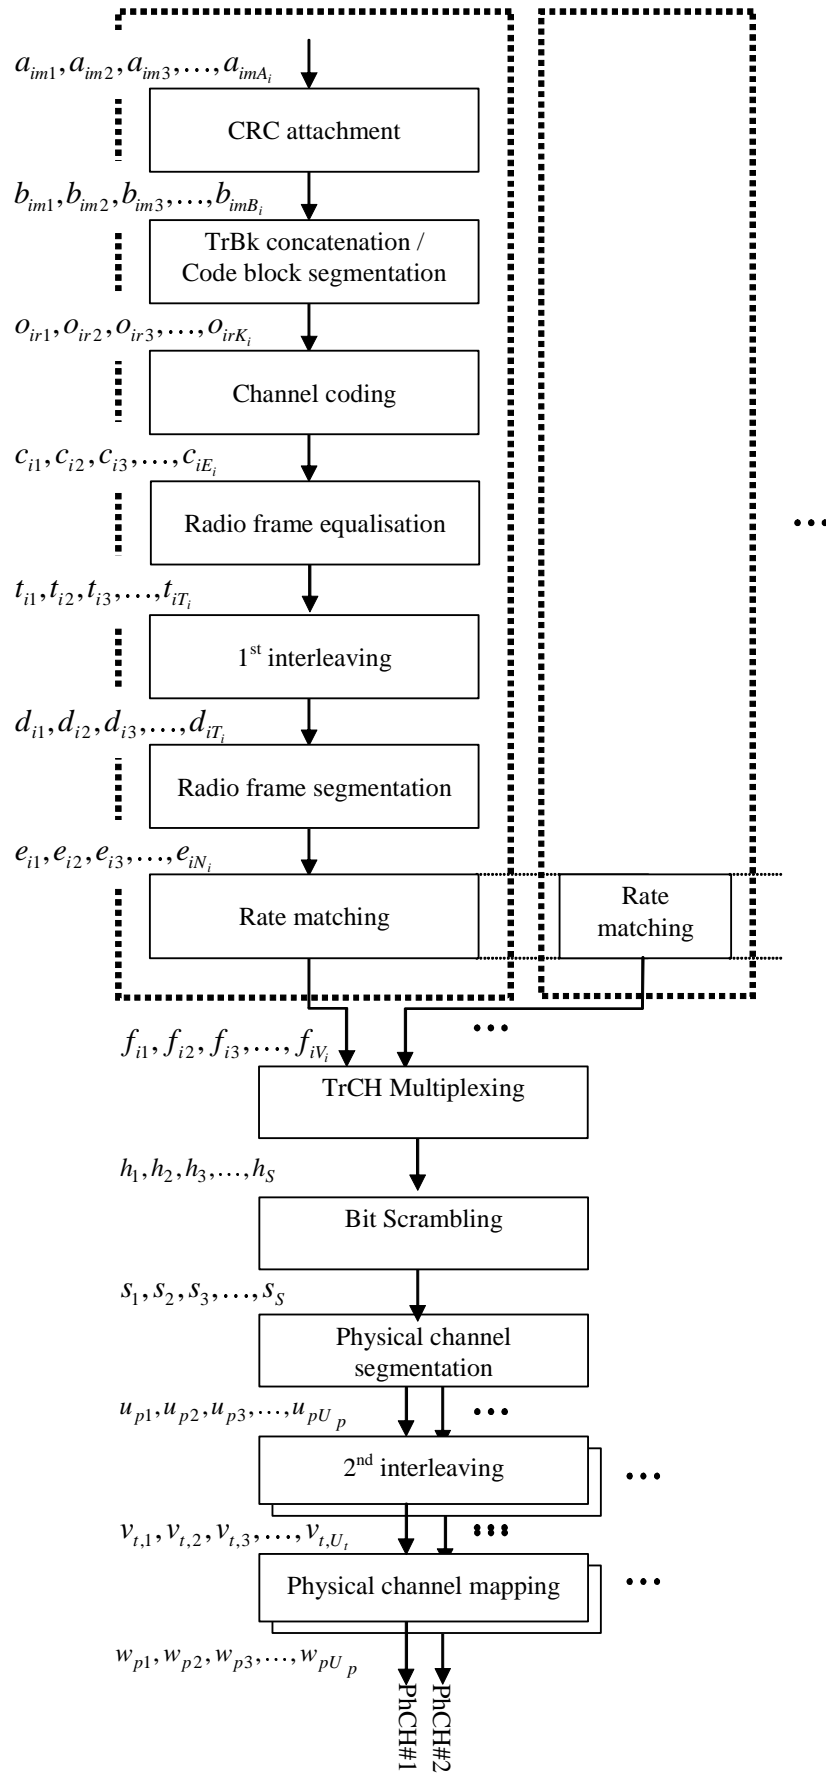 a_{im1}, a_{im2}, a_{im3}, …, a_{imA_i}
CRC attachment
b_{im1}, b_{im2}, b_{im3}, …, b_{imB_i}
TrBk concatenation /
Code block segmentation
o_{ir1}, o_{ir2}, o_{ir3}, …, o_{irK_i}
Channel coding
c_{i1}, c_{i2}, c_{i3}, …, c_{iE_i}
Radio frame equalisation
...
t_{i1}, t_{i2}, t_{i3}, …, t_{iT_i}
1^{st} interleaving
d_{i1}, d_{i2}, d_{i3}, …, d_{iT_i}
Radio frame segmentation
e_{i1}, e_{i2}, e_{i3}, …, e_{iN_i}
Rate matching
Rate
matching
...
f_{i1}, f_{i2}, f_{i3}, …, f_{iV_i}
TrCH Multiplexing
h_1, h_2, h_3, …, h_S
Bit Scrambling
s_1, s_2, s_3, …, s_S
Physical channel
segmentation
u_{p1}, u_{p2}, u_{p3}, …, u_{pU_p}
...
2^{nd} interleaving
...
v_{t,1}, v_{t,2}, v_{t,3}, …, v_{t,U_t}
...
Physical channel mapping
...
w_{p1}, w_{p2}, w_{p3}, …, w_{pU_p}
PhCH#1
PhCH#2